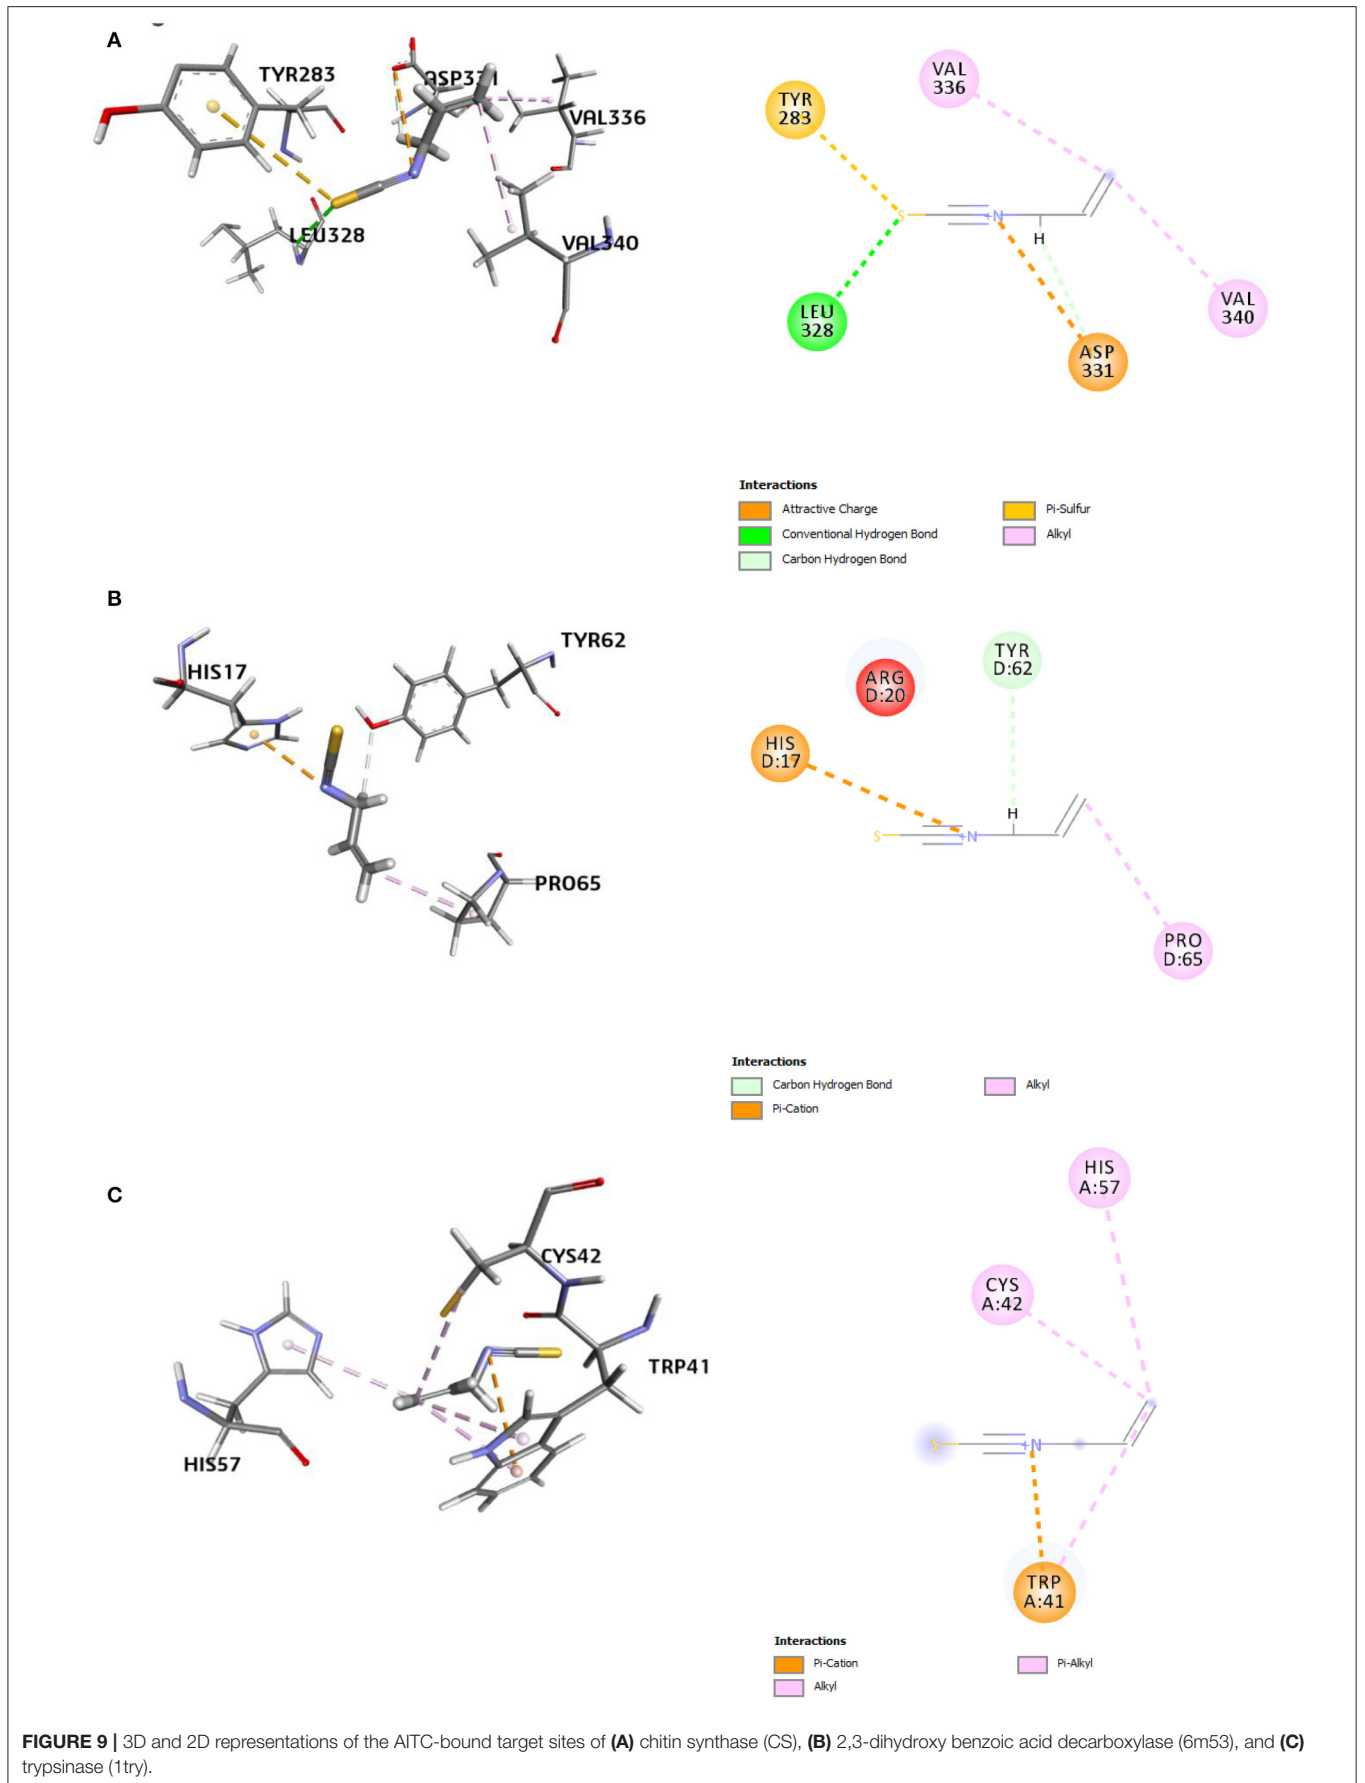 A
TYR283
ASP331
VAL336
LEU328
VAL340
TYR
283
VAL
336
S
+N
H
LEU
328
ASP
331
VAL
340
Interactions
Attractive Charge
Conventional Hydrogen Bond
Carbon Hydrogen Bond
Pi-Sulfur
Alkyl
B
HIS17
TYR62
PRO65
ARG
D:20
TYR
D:62
HIS
D:17
H
S
+N
PRO
D:65
Interactions
Carbon Hydrogen Bond
Pi-Cation
Alkyl
C
CYS42
TRP41
HIS57
HIS
A:57
CYS
A:42
S
+N
TRP
A:41
Interactions
Pi-Cation
Alkyl
Pi-Alkyl
FIGURE 9 | 3D and 2D representations of the AITC-bound target sites of (A) chitin synthase (CS), (B) 2,3-dihydroxy benzoic acid decarboxylase (6m53), and (C)
trypsinase (1try).